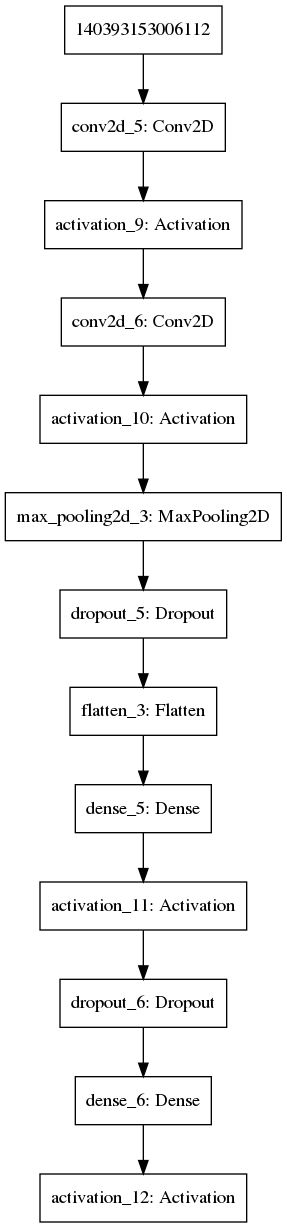 140393153006112
conv2d_5: Conv2D
activation_9: Activation
conv2d_6: Conv2D
activation_10: Activation
max_pooling2d_3: MaxPooling2D
dropout_5: Dropout
flatten_3: Flatten
dense_5: Dense
activation_11: Activation
dropout_6: Dropout
dense_6: Dense
activation_12: Activation